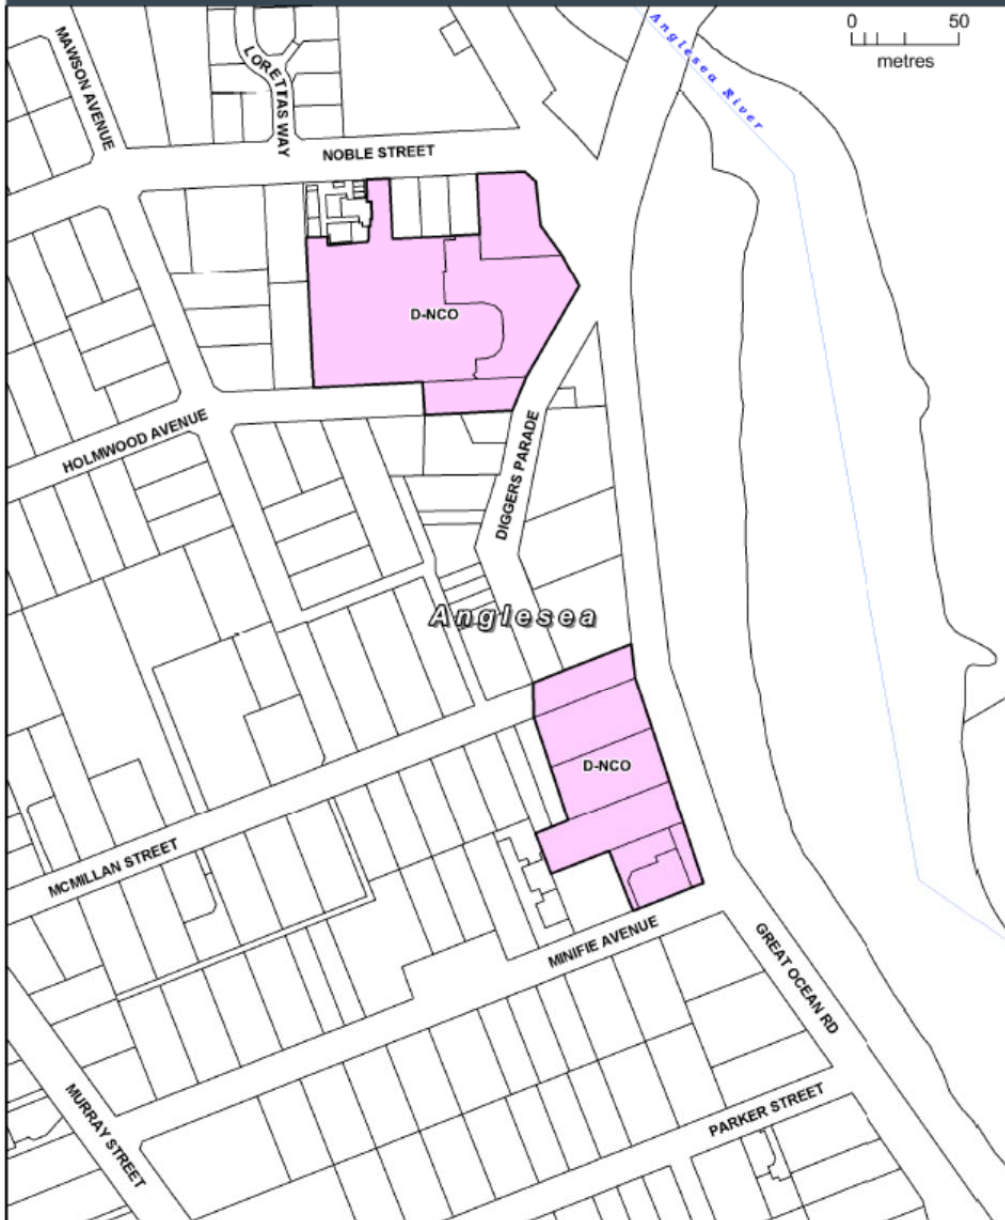 0 50
metres
Anglesea River
MAWSON AVENUE
LORETTAS WAY
NOBLE STREET
D-NCO
HOLMWOOD AVENUE
DIGGERS PARADE
Anglesea
D-NCO
MCMILLAN STREET
MINIFIE AVENUE
GREAT OCEAN RD
MURRAY STREET
PARKER STREET